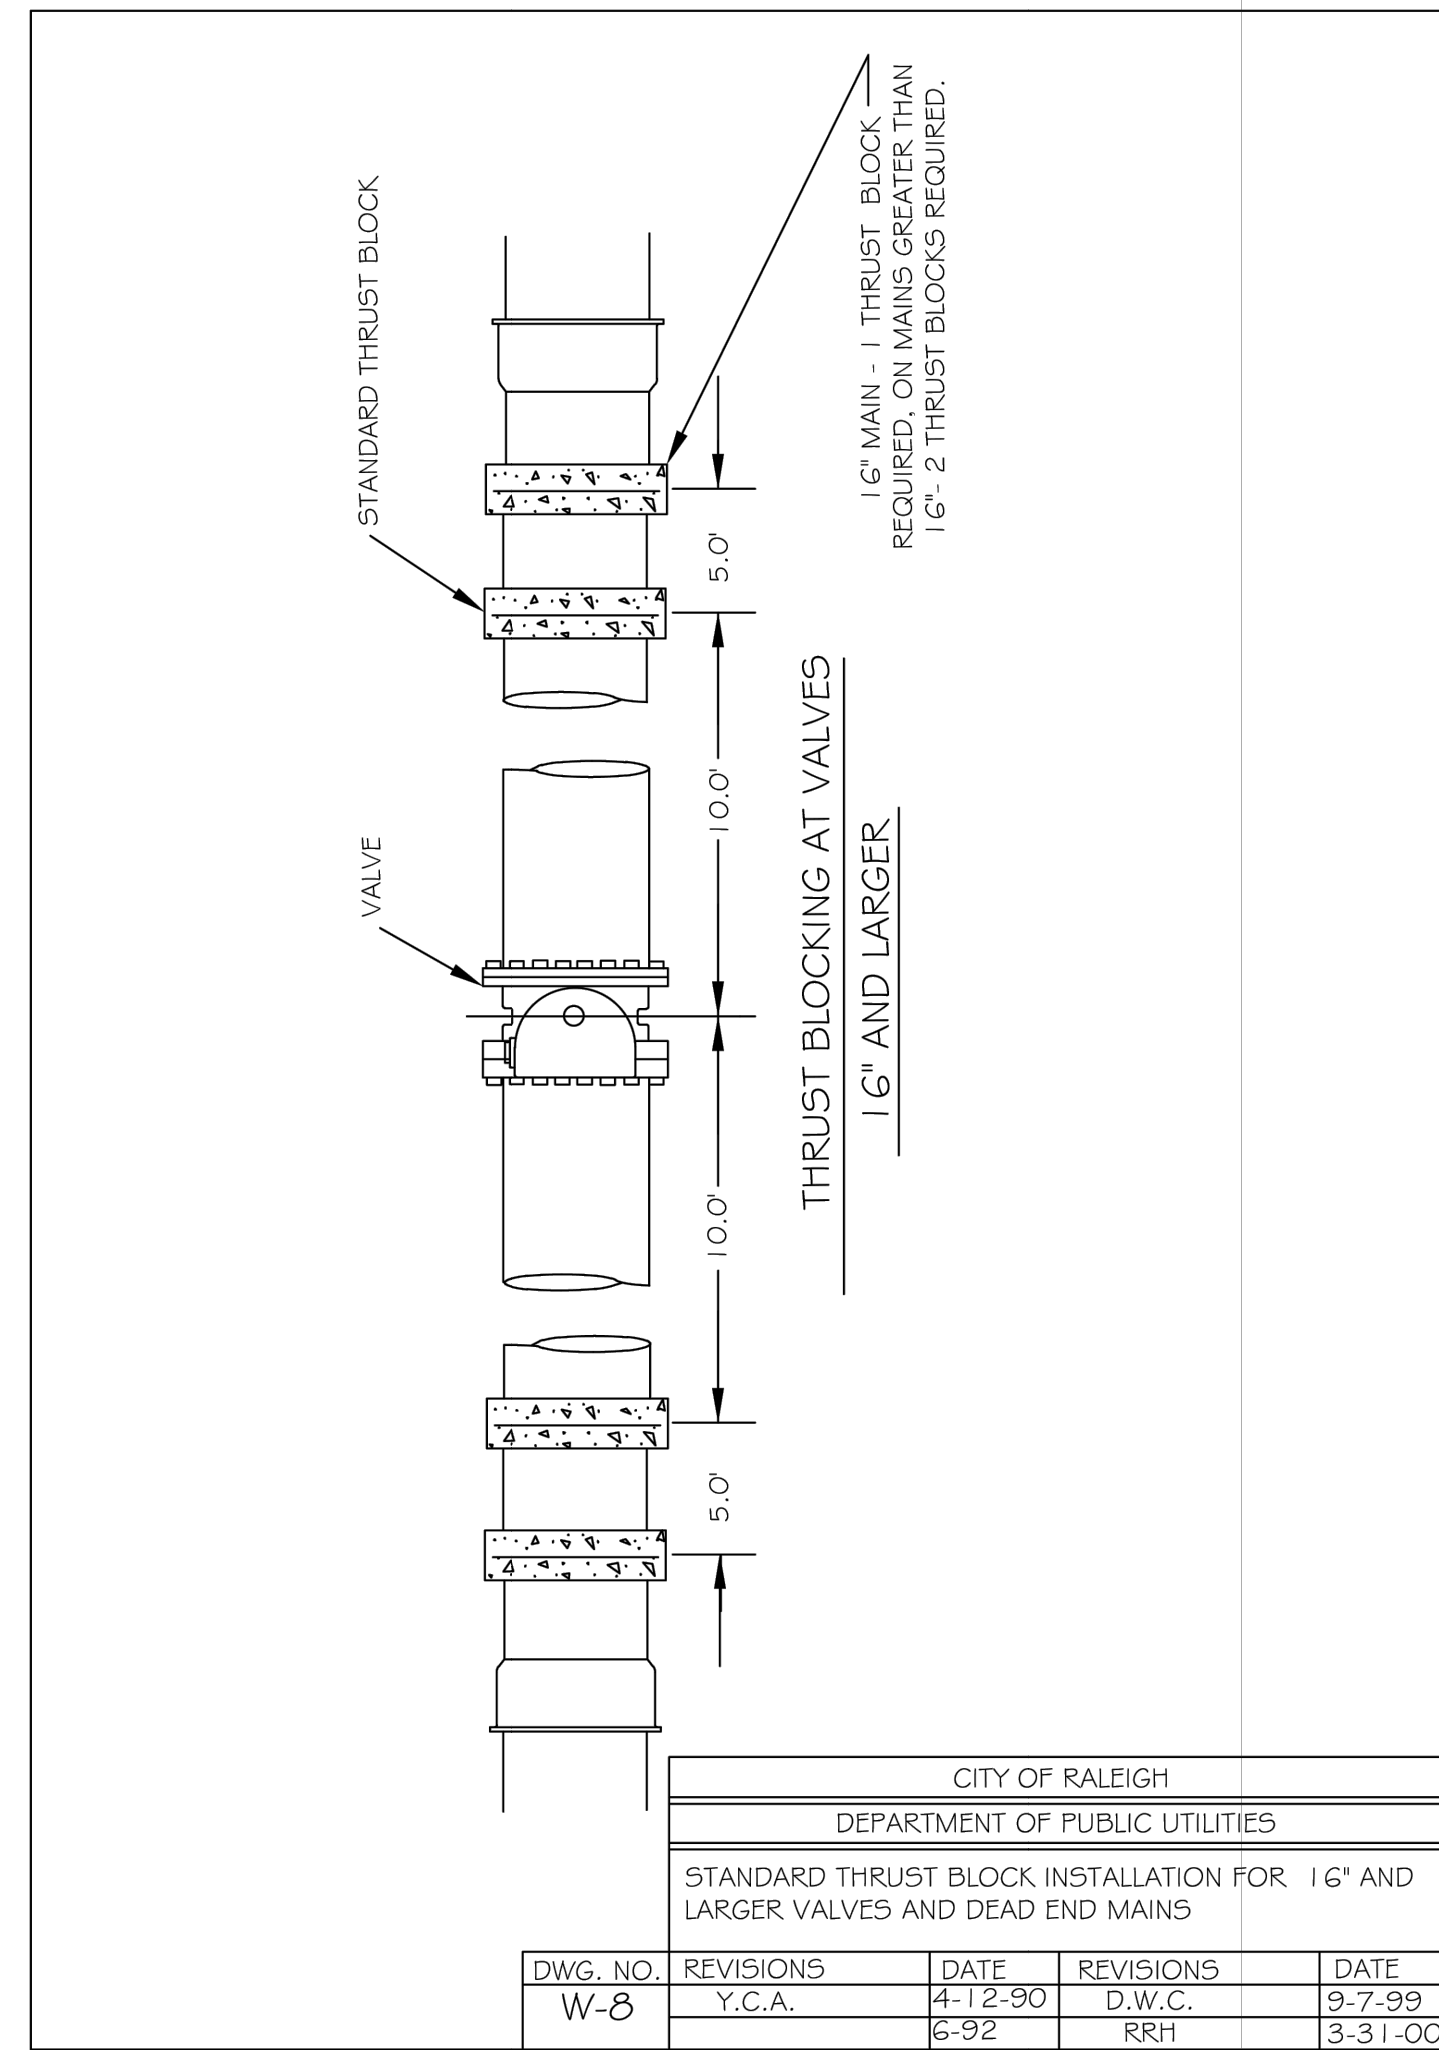 STANDARD THRUST BLOCK
16" MAIN - 1 THRUST BLOCK
REQUIRED, ON MAINS GREATER THAN
16"- 2 THRUST BLOCKS REQUIRED.
5.0'
10.0'
VALVE
THRUST BLOCKING AT VALVES
16" AND LARGER
10.0'
5.0'
CITY OF RALEIGH
DEPARTMENT OF PUBLIC UTILITIES
STANDARD THRUST BLOCK INSTALLATION FOR 16" AND
LARGER VALVES AND DEAD END MAINS
DWG. NO. REVISIONS DATE REVISIONS DATE
W-8 Y.C.A. 4-12-90 D.W.C. 9-7-99
6-92 RRH 3-31-00